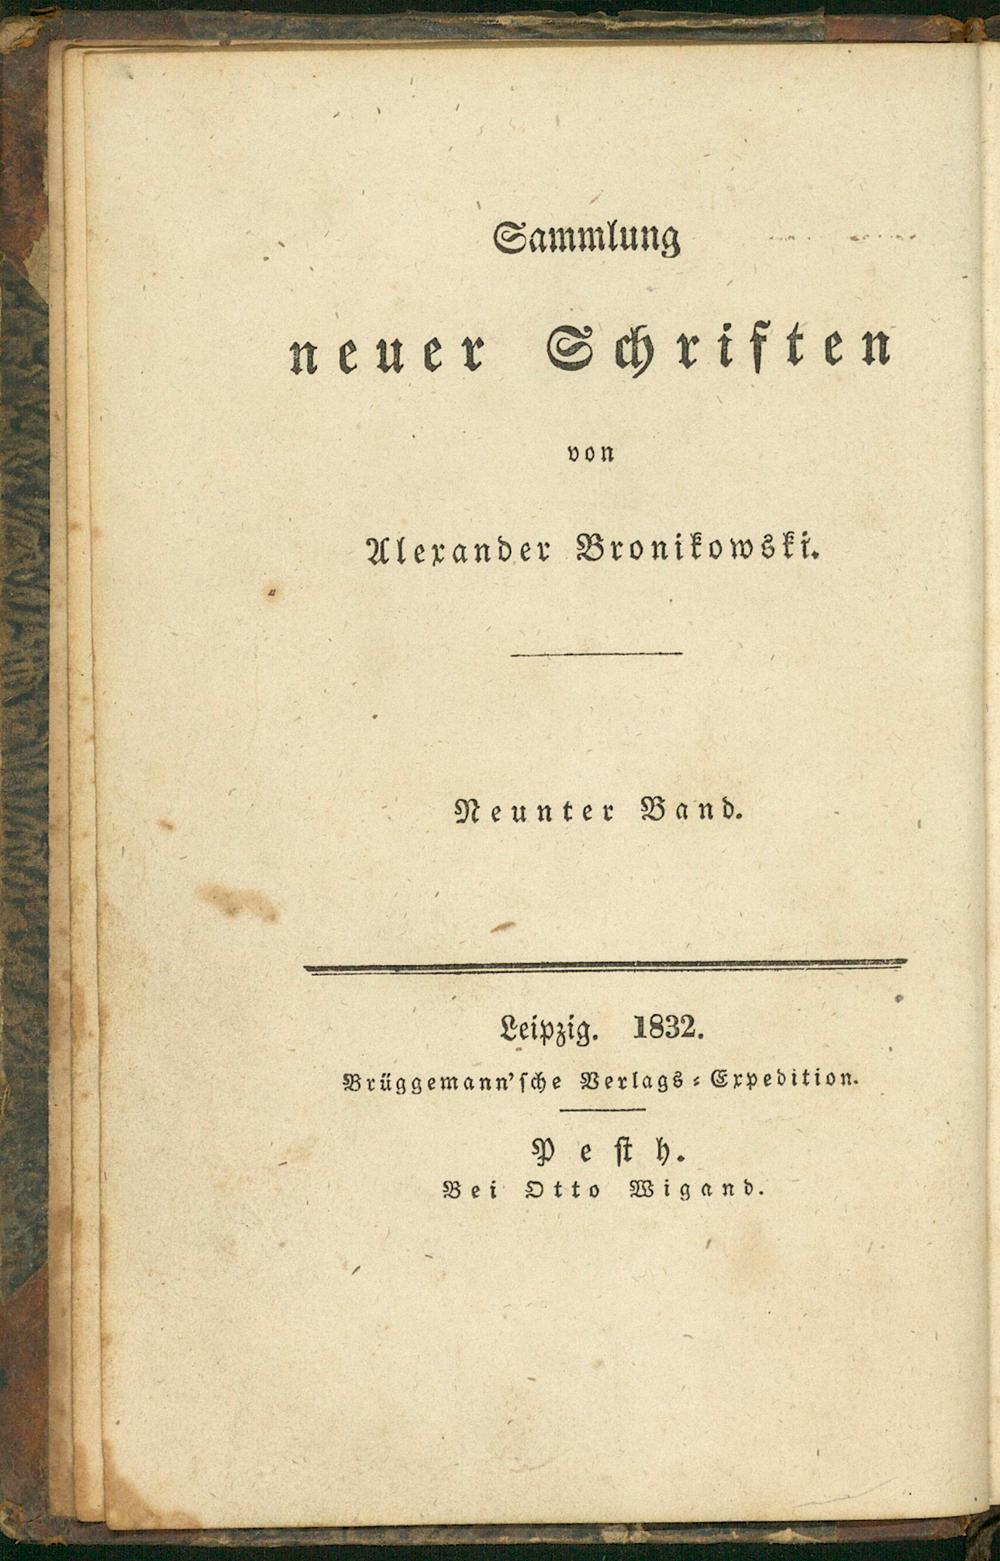 Sammlung
neuer Schriften
von
Alexander Bronikowski.
Neunter Band.
Leipzig. 1832.
Brüggemann'sche Verlags-Expedition.
Pesth.
Bei Otto Wigand.